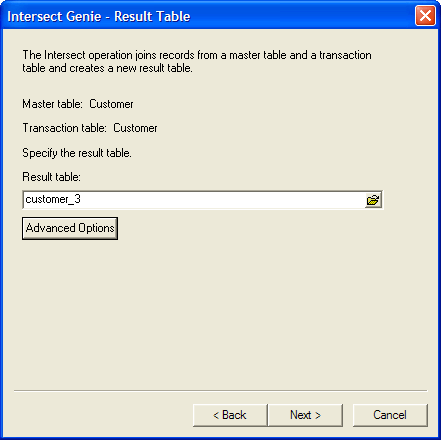 Intersect Genie - Result Table
The Intersect operation joins records from a master table and a transaction
table and creates a new result table.
Master table:  Customer
Transaction table:  Customer
Specify the result table.
Result table:
customer_3
Advanced Options
< Back
Next >
Cancel